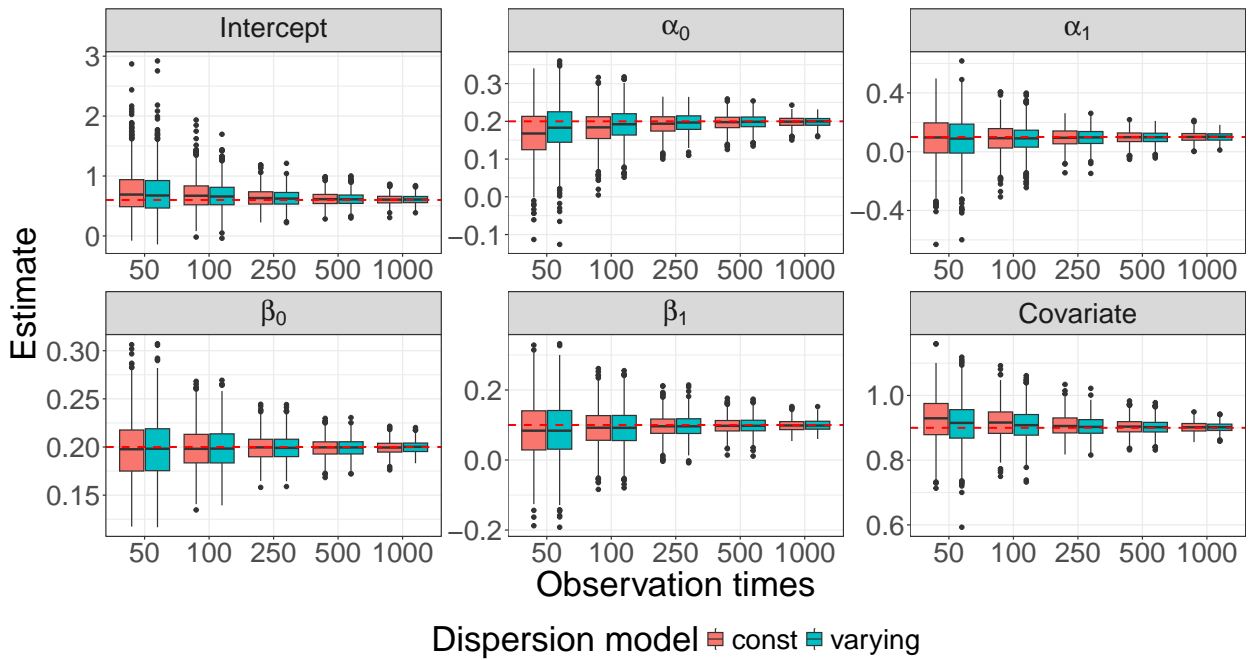 Intercept α₀ α₁
3 2 1 0
0.3 0.2 0.1 0.0 −0.1
0.4 0.0 −0.4
50 100 250 500 1000 50 100 250 500 1000 50 100 250 500 1000
β₀ β₁ Covariate
0.30 0.25 0.20 0.15
0.2 0.0 −0.2
1.0 0.8 0.6
50 100 250 500 1000 50 100 250 500 1000 50 100 250 500 1000
Estimate
Observation times
Dispersion model const varying